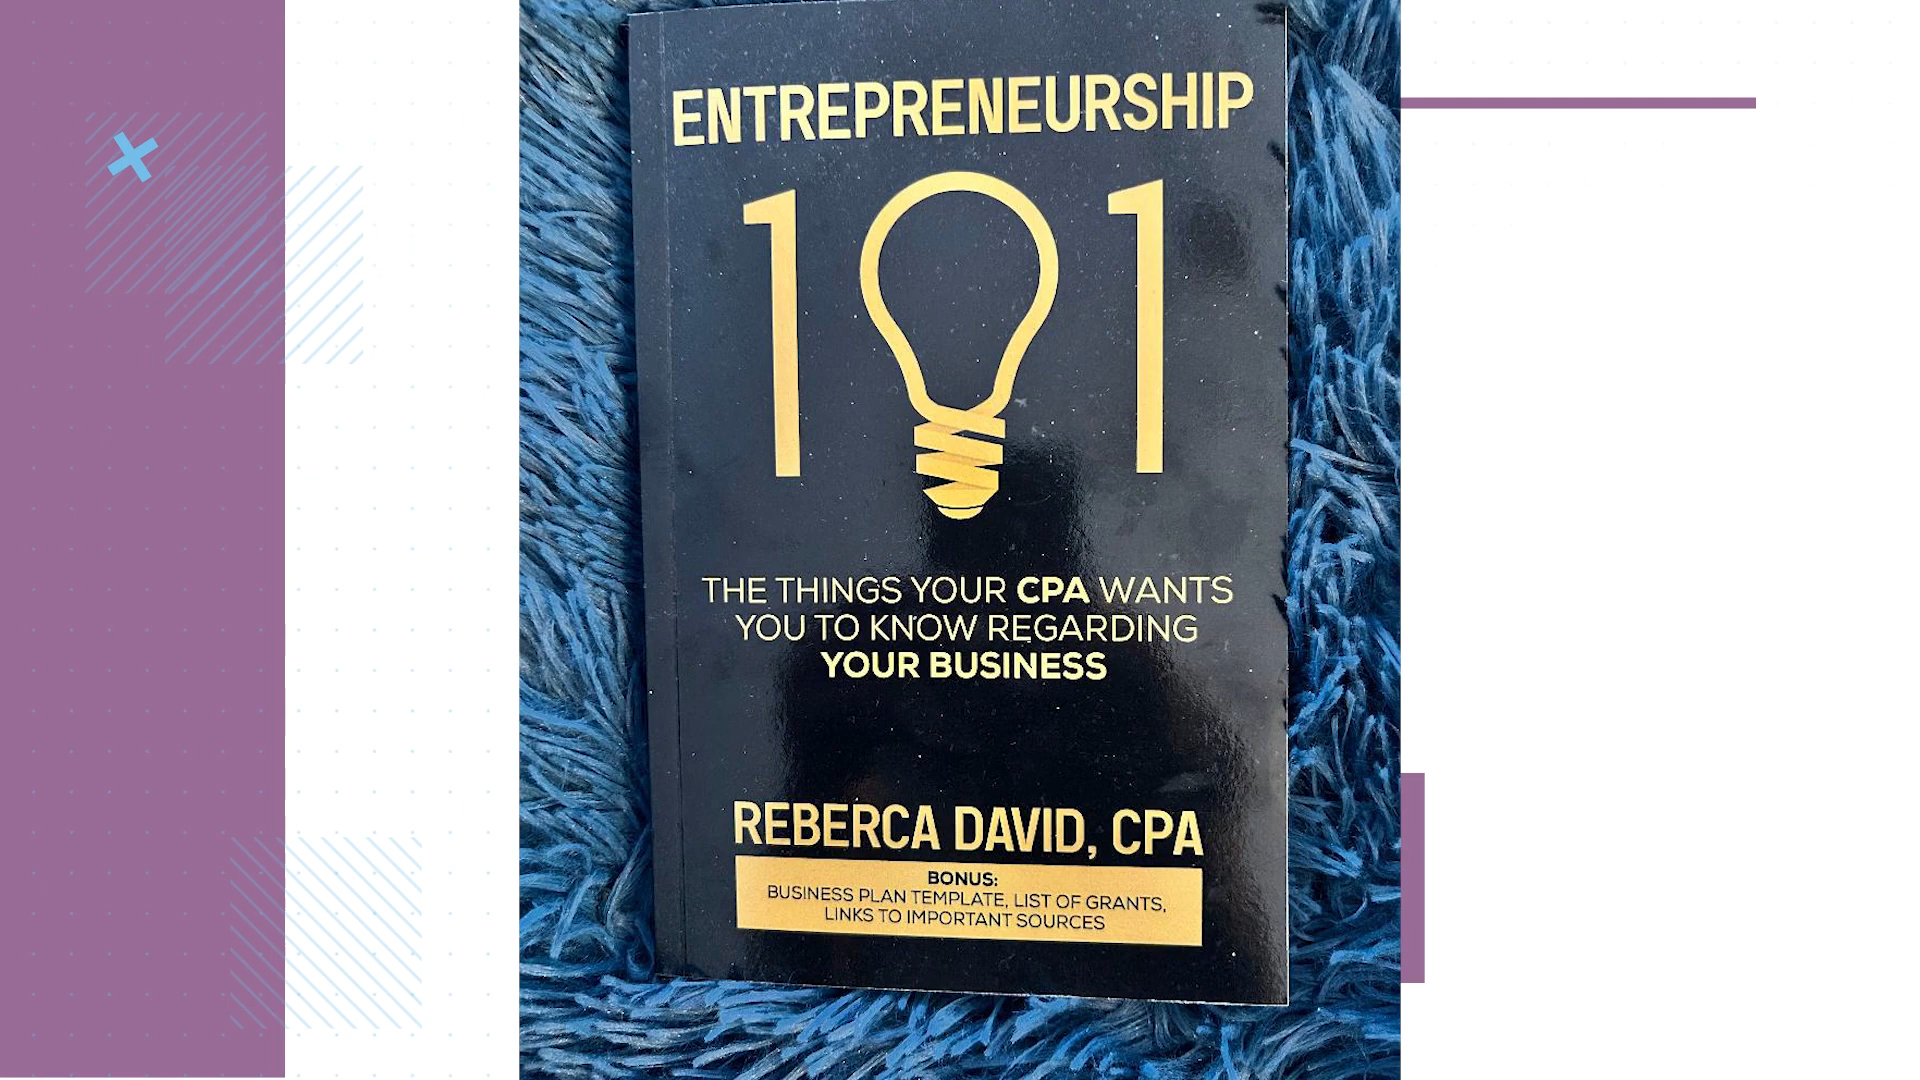 ENTREPRENEURSHIP
101
THE THINGS YOUR CPA WANTS
YOU TO KNOW REGARDING
YOUR BUSINESS
REBERCA DAVID, CPA
BONUS:
BUSINESS PLAN TEMPLATE, LIST OF GRANTS,
LINKS TO IMPORTANT SOURCES